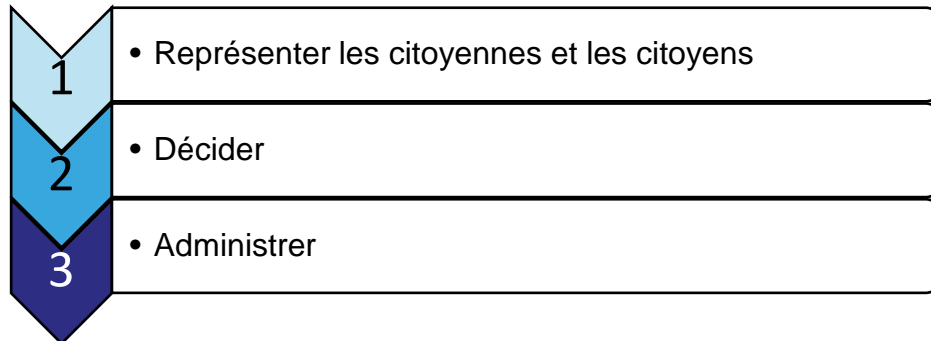 1
• Représenter les citoyennes et les citoyens
2
• Décider
3
• Administrer